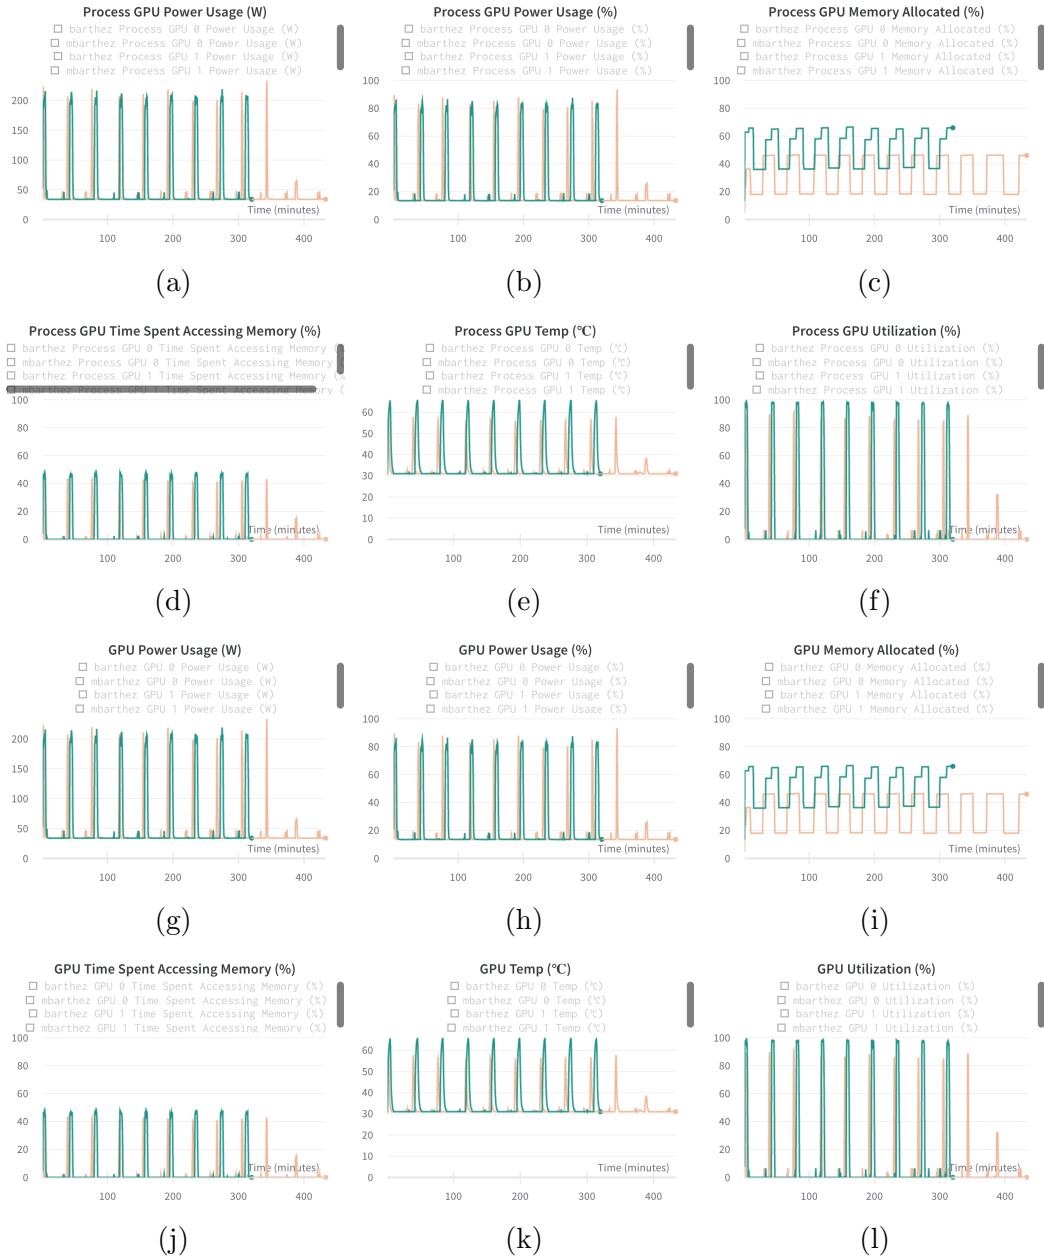 Process GPU Power Usage (W)
barthez Process GPU 0 Power Usage (W)
mbarthez Process GPU 0 Power Usage (W)
barthez Process GPU 1 Power Usage (W)
mbarthez Process GPU 1 Power Usage (W)
200
150
100
50
0
Time (minutes)
100 200 300 400
(a)
Process GPU Power Usage (%)
barthez Process GPU 0 Power Usage (%)
mbarthez Process GPU 0 Power Usage (%)
barthez Process GPU 1 Power Usage (%)
mbarthez Process GPU 1 Power Usage (%)
100
80
60
40
20
0
Time (minutes)
100 200 300 400
(b)
Process GPU Memory Allocated (%)
barthez Process GPU 0 Memory Allocated (%)
mbarthez Process GPU 0 Memory Allocated (%)
barthez Process GPU 1 Memory Allocated (%)
mbarthez Process GPU 1 Memory Allocated (%)
100
80
60
40
20
0
Time (minutes)
100 200 300 400
(c)
Process GPU Time Spent Accessing Memory (%)
barthez Process GPU 0 Time Spent Accessing Memory (
mbarthez Process GPU 0 Time Spent Accessing Memory
barthez Process GPU 1 Time Spent Accessing Memory (%
mbarthez Process GPU 1 Time Spent Accessing Memory (
100
80
60
40
20
0
Time (minutes)
100 200 300 400
(d)
Process GPU Temp (℃)
barthez Process GPU 0 Temp (℃)
mbarthez Process GPU 0 Temp (℃)
barthez Process GPU 1 Temp (℃)
mbarthez Process GPU 1 Temp (℃)
60
50
40
30
20
10
0
Time (minutes)
100 200 300 400
(e)
Process GPU Utilization (%)
barthez Process GPU 0 Utilization (%)
mbarthez Process GPU 0 Utilization (%)
barthez Process GPU 1 Utilization (%)
mbarthez Process GPU 1 Utilization (%)
100
80
60
40
20
0
Time (minutes)
100 200 300 400
(f)
GPU Power Usage (W)
barthez GPU 0 Power Usage (W)
mbarthez GPU 0 Power Usage (W)
barthez GPU 1 Power Usage (W)
mbarthez GPU 1 Power Usage (W)
200
150
100
50
0
Time (minutes)
100 200 300 400
(g)
GPU Power Usage (%)
barthez GPU 0 Power Usage (%)
mbarthez GPU 0 Power Usage (%)
barthez GPU 1 Power Usage (%)
mbarthez GPU 1 Power Usage (%)
100
80
60
40
20
0
Time (minutes)
100 200 300 400
(h)
GPU Memory Allocated (%)
barthez GPU 0 Memory Allocated (%)
mbarthez GPU 0 Memory Allocated (%)
barthez GPU 1 Memory Allocated (%)
mbarthez GPU 1 Memory Allocated (%)
100
80
60
40
20
0
Time (minutes)
100 200 300 400
(i)
GPU Time Spent Accessing Memory (%)
barthez GPU 0 Time Spent Accessing Memory (%)
mbarthez GPU 0 Time Spent Accessing Memory (%)
barthez GPU 1 Time Spent Accessing Memory (%)
mbarthez GPU 1 Time Spent Accessing Memory (%)
100
80
60
40
20
0
Time (minutes)
100 200 300 400
(j)
GPU Temp (℃)
barthez GPU 0 Temp (℃)
mbarthez GPU 0 Temp (℃)
barthez GPU 1 Temp (℃)
mbarthez GPU 1 Temp (℃)
60
50
40
30
20
10
0
Time (minutes)
100 200 300 400
(k)
GPU Utilization (%)
barthez GPU 0 Utilization (%)
mbarthez GPU 0 Utilization (%)
barthez GPU 1 Utilization (%)
mbarthez GPU 1 Utilization (%)
100
80
60
40
20
0
Time (minutes)
100 200 300 400
(l)